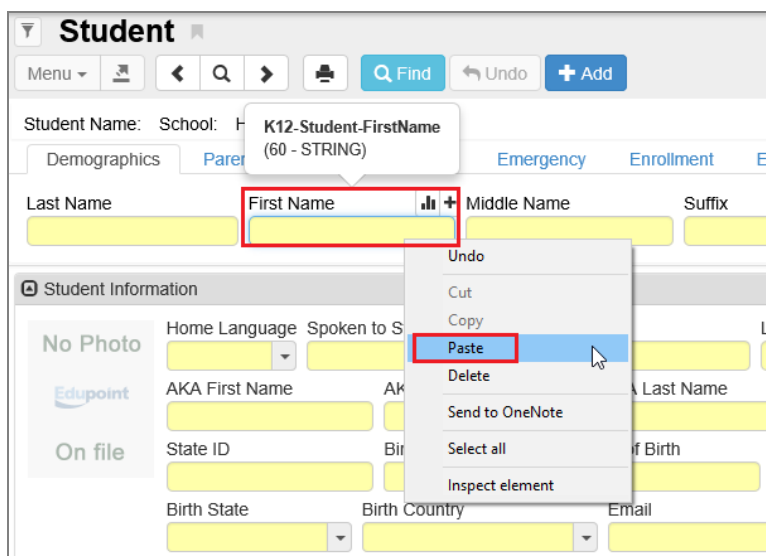 Student
Menu Find Undo Add
Student Name: School: H
K12-Student-FirstName
(60 - STRING)
Demographics Paren Emergency Enrollment E
Last Name First Name Middle Name Suffix
Undo
Student Information
Cut
Copy
No Photo
Home Language Spoken to S
Paste
Edupoint
AKA First Name AK Last Name
Delete
Send to OneNote
On file
State ID Bir of Birth
Select all
Inspect element
Birth State Birth Country Email